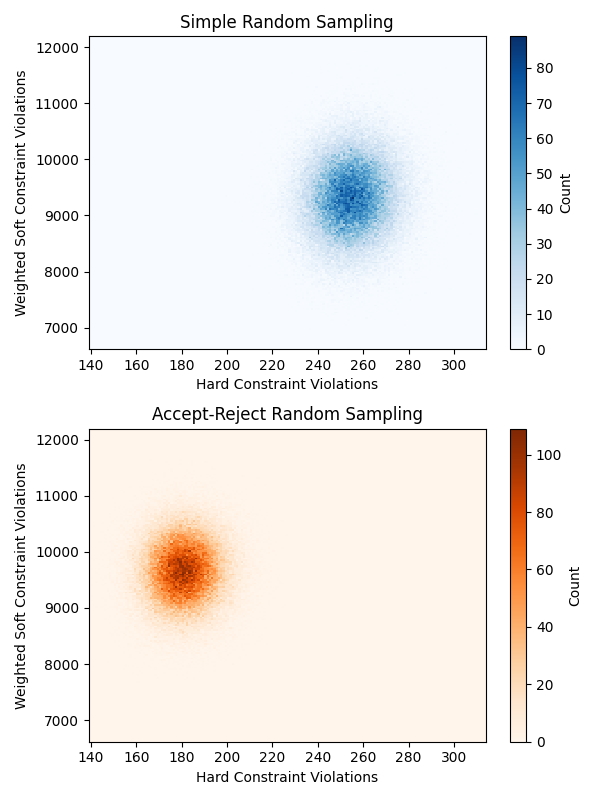 Simple Random Sampling
12000
11000
10000
9000
8000
7000
Weighted Soft Constraint Violations
140 160 180 200 220 240 260 280 300
Hard Constraint Violations
80
70
60
50
40
30
20
10
0
Count
Accept-Reject Random Sampling
12000
11000
10000
9000
8000
7000
Weighted Soft Constraint Violations
140 160 180 200 220 240 260 280 300
Hard Constraint Violations
100
80
60
40
20
0
Count